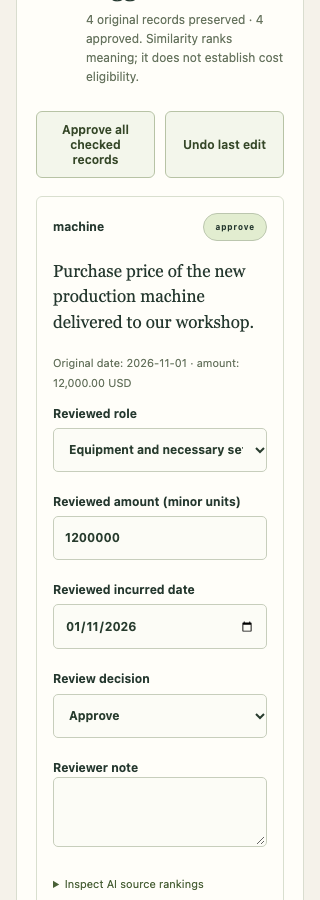 4 original records preserved · 4
approved. Similarity ranks
meaning; it does not establish cost
eligibility.
Approve all
checked
records
Undo last edit
machine
approve
Purchase price of the new
production machine
delivered to our workshop.
Original date: 2026-11-01 · amount:
12,000.00 USD
Reviewed role
Equipment and necessary se
Reviewed amount (minor units)
1200000
Reviewed incurred date
01/11/2026
Review decision
Approve
Reviewer note
Inspect AI source rankings